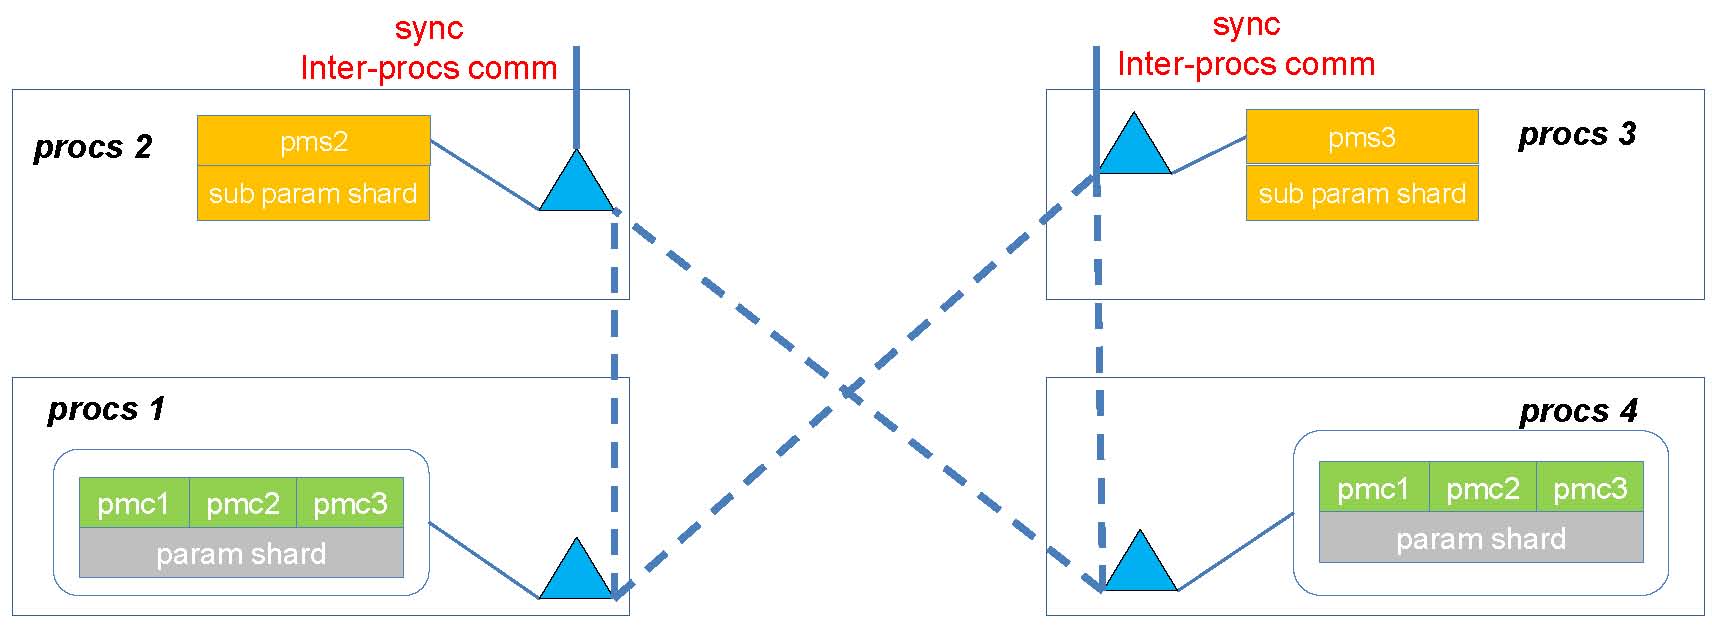 sync
Inter-procs comm
sync
Inter-procs comm
procs 2
pms2
sub param shard
pms3
sub param shard
procs 3
procs 1
pmc1 pmc2 pmc3
param shard
procs 4
pmc1 pmc2 pmc3
param shard